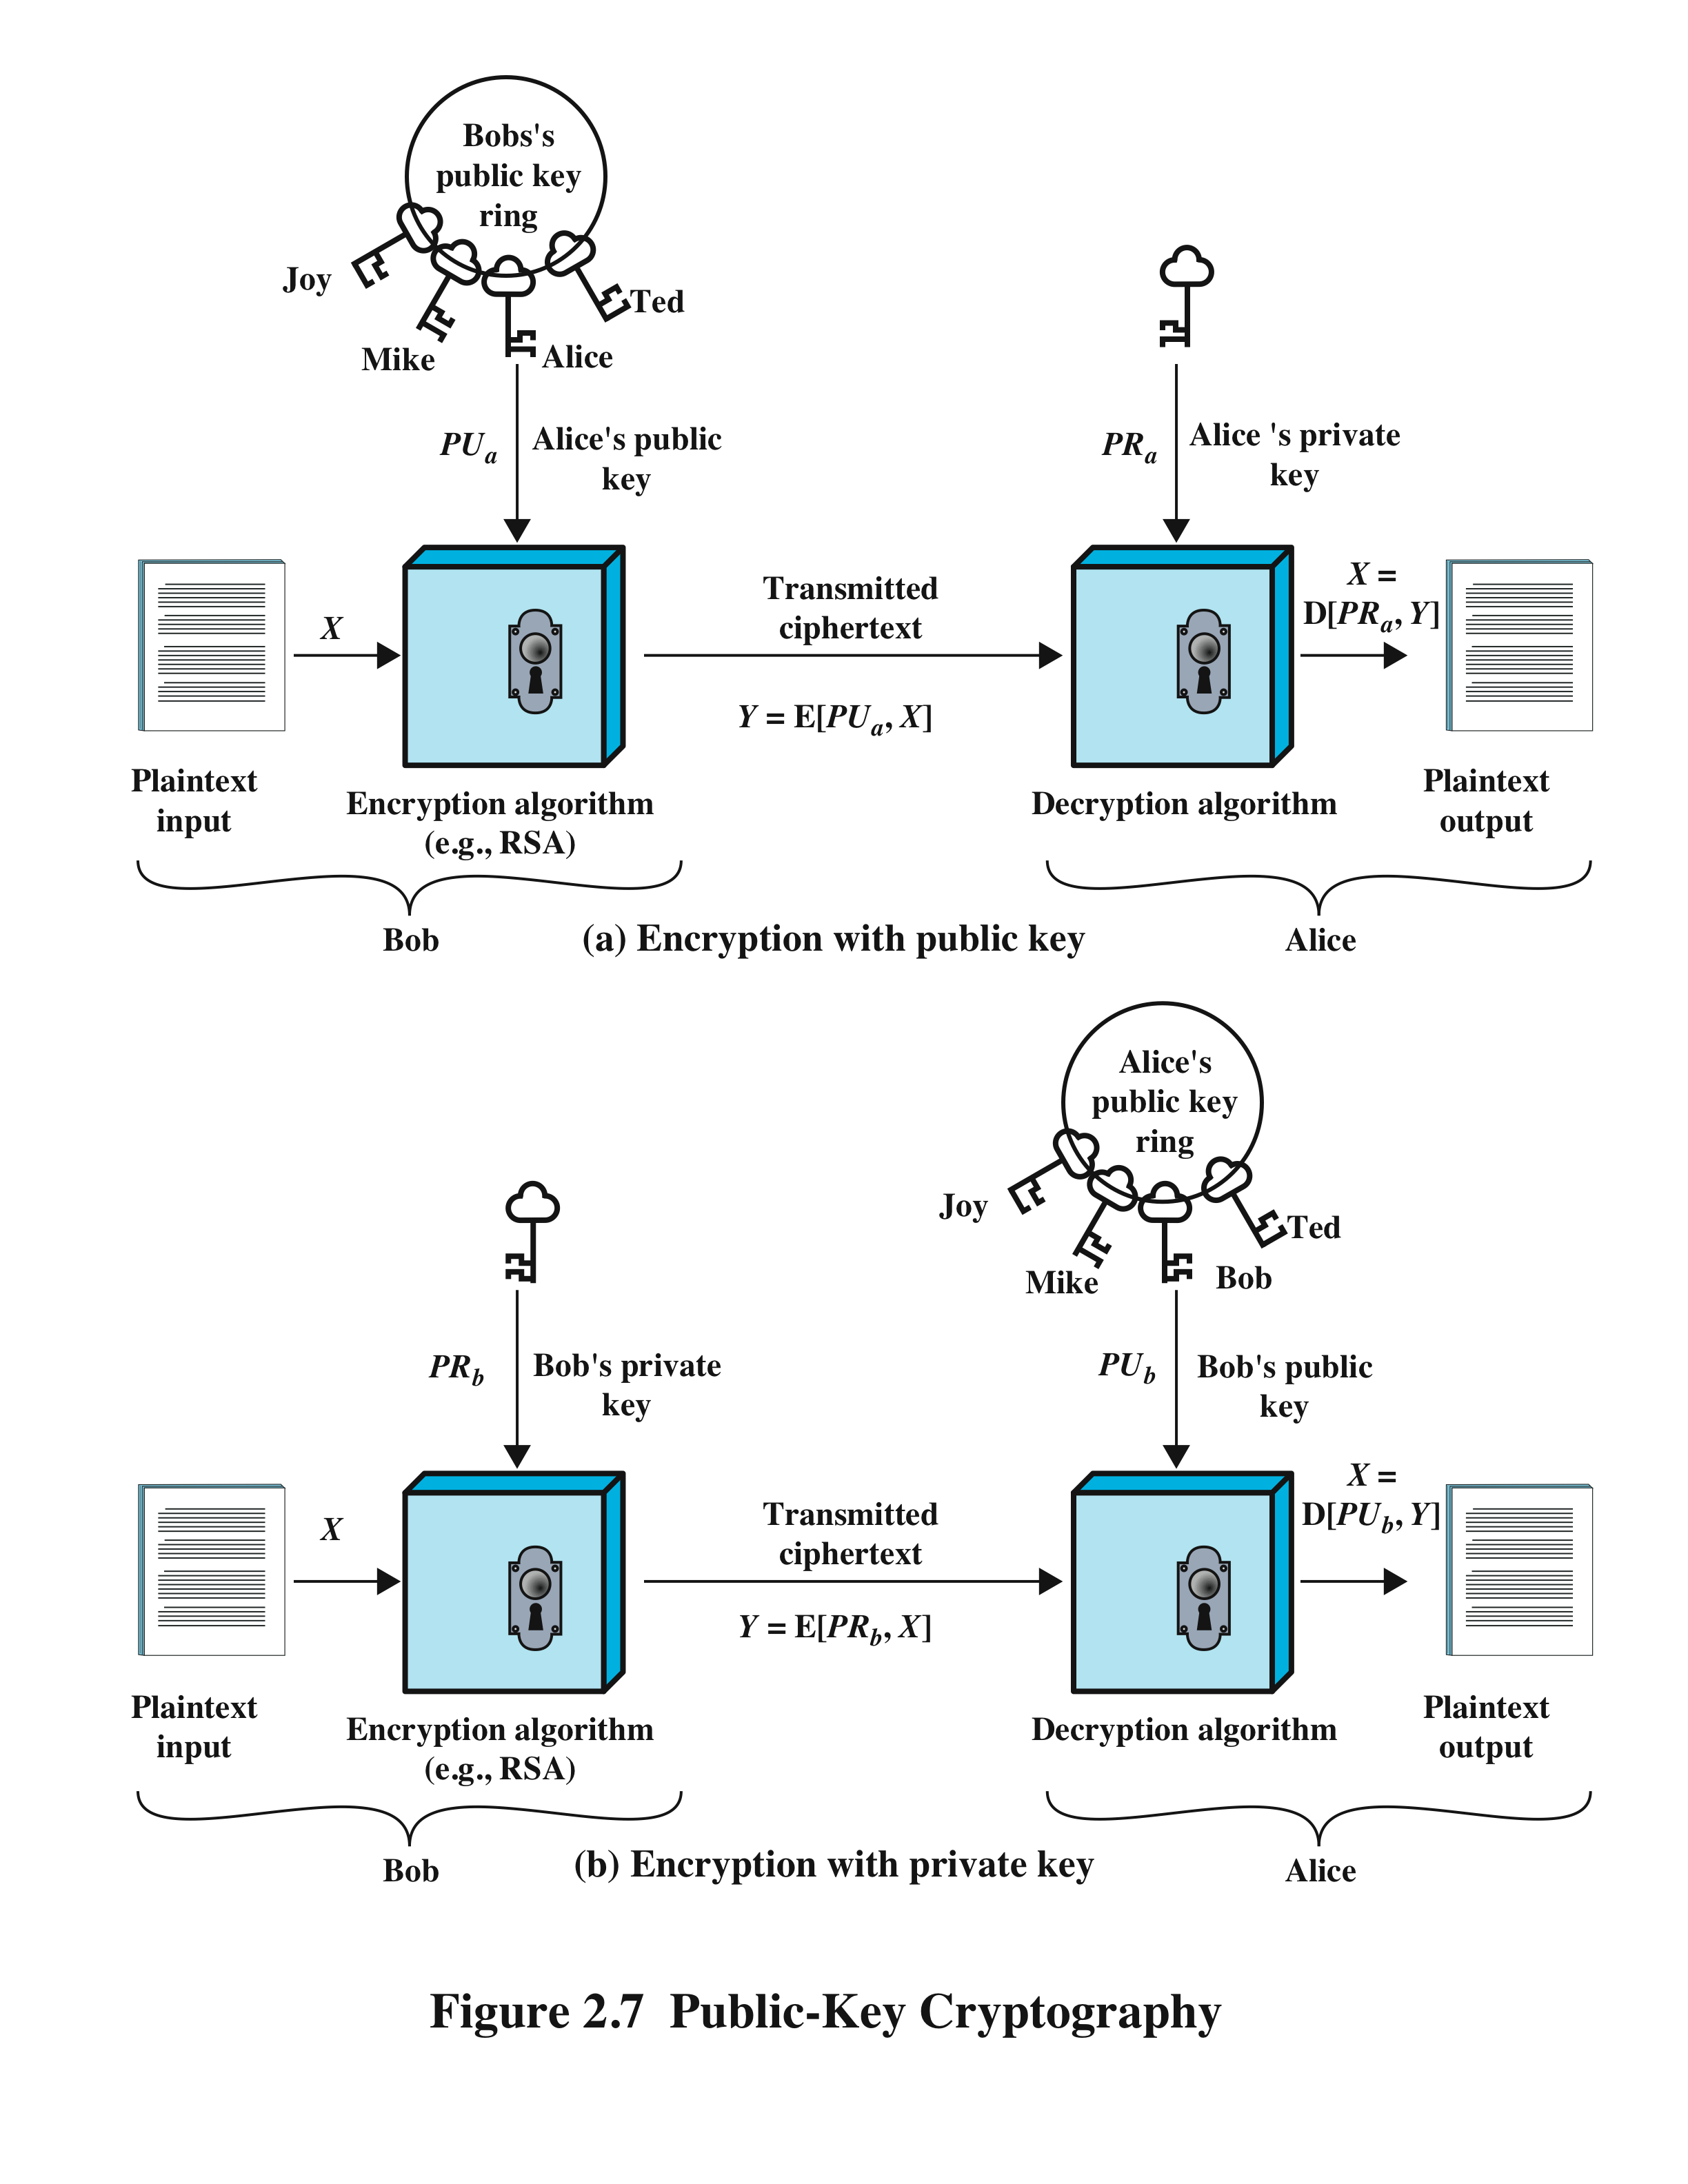 Bobs's
public key
ring
Joy
Ted
Mike
Alice
PUa
Alice's public
key
PRa
Alice 's private
key
X
Transmitted
ciphertext
Y = E[PUa, X]
X =
D[PRa, Y]
Plaintext
input
Encryption algorithm
(e.g., RSA)
Decryption algorithm
Plaintext
output
Bob
(a) Encryption with public key
Alice
Alice's
public key
ring
Joy
Ted
Mike
Bob
PRb
Bob's private
key
PUb
Bob's public
key
X
Transmitted
ciphertext
Y = E[PRb, X]
X =
D[PUb, Y]
Plaintext
input
Encryption algorithm
(e.g., RSA)
Decryption algorithm
Plaintext
output
Bob
(b) Encryption with private key
Alice
Figure 2.7 Public-Key Cryptography